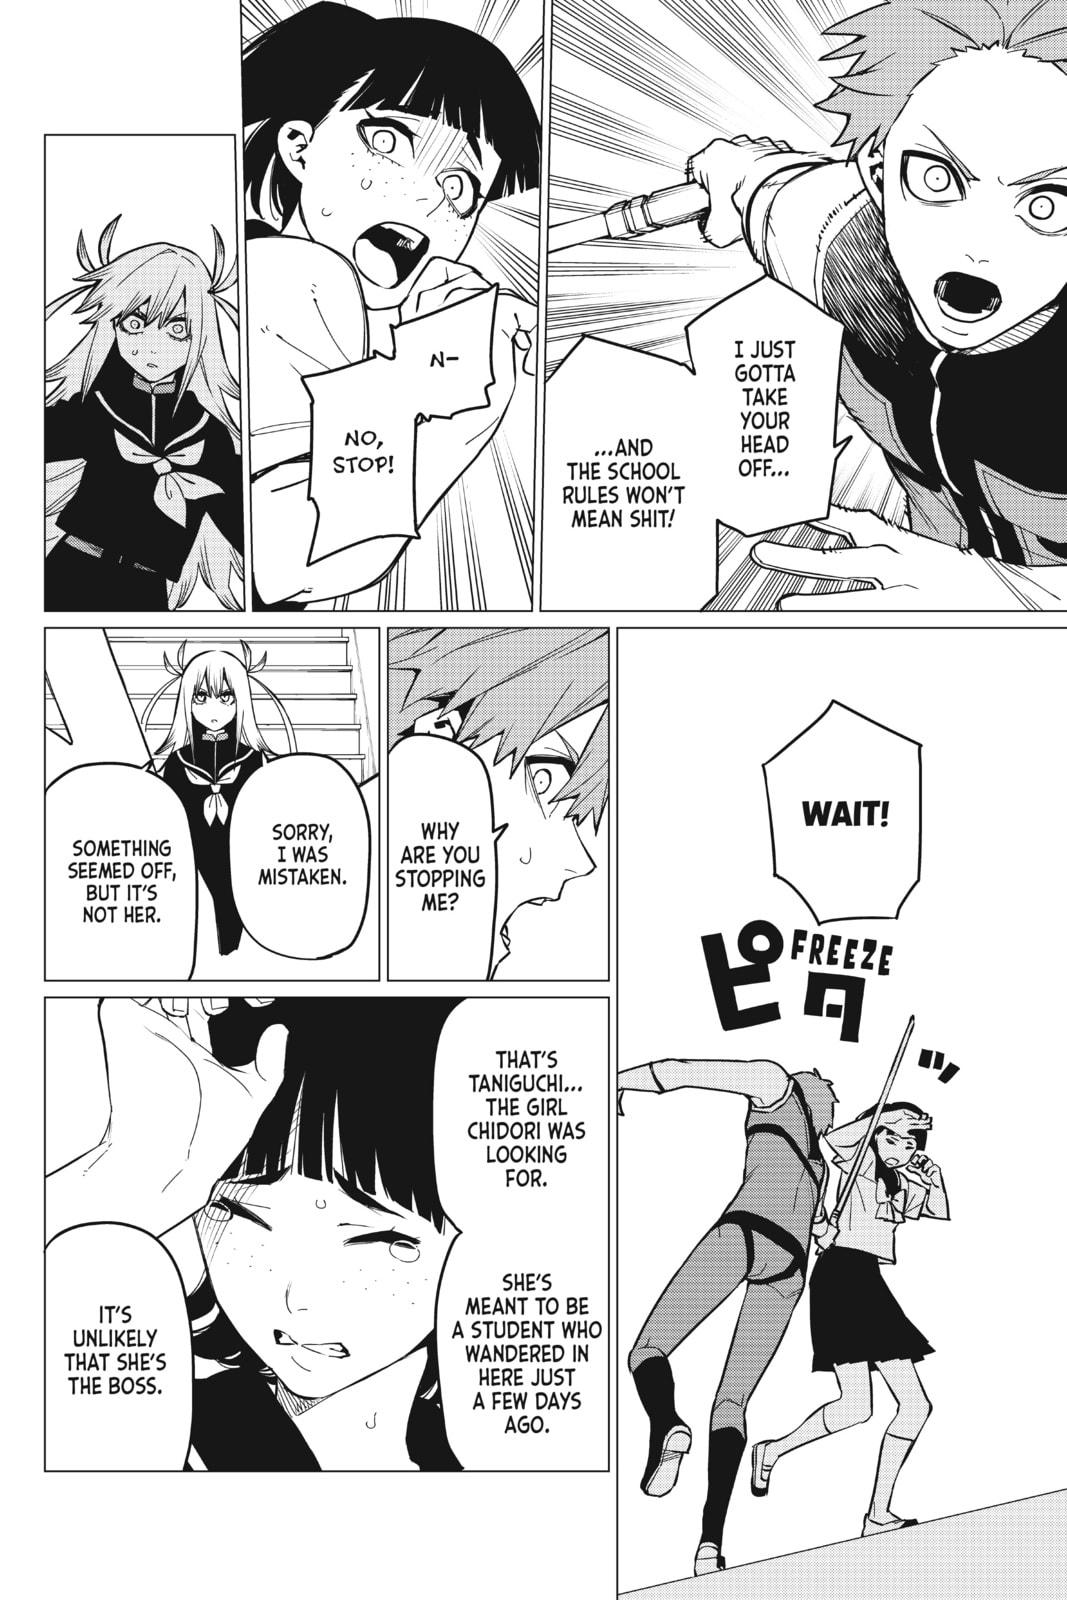 I JUST
GOTTA
TAKE
YOUR
HEAD
OFF...
...AND
THE SCHOOL
RULES WON'T
MEAN SHIT!
N-
NO,
STOP!
WAIT!
ピタッ
FREEZE
WHY
ARE YOU
STOPPING
ME?
SORRY,
I WAS
MISTAKEN.
SOMETHING
SEEMED OFF,
BUT IT'S
NOT HER.
THAT'S
TANIGUCHI...
THE GIRL
CHIDORI WAS
LOOKING
FOR.
SHE'S
MEANT TO BE
A STUDENT WHO
WANDERED IN
HERE JUST
A FEW DAYS
AGO.
IT'S
UNLIKELY
THAT SHE'S
THE BOSS.